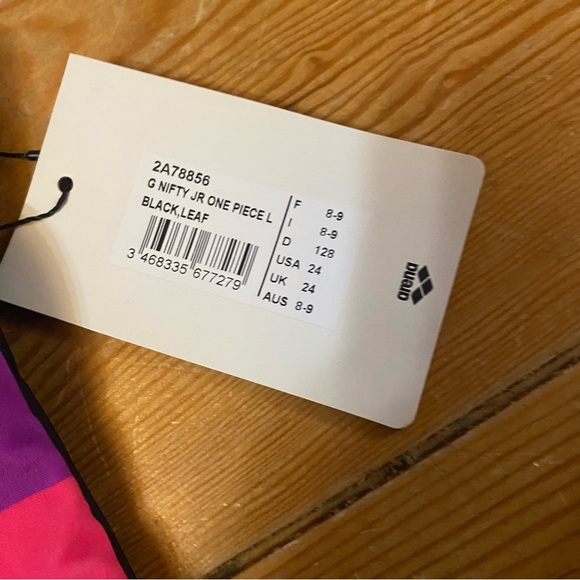 2A78856
G NIFTY JR ONE PIECE L
BLACK,LEAF
3 468335 677279
F 8-9
I 8-9
D 128
USA 24
UK 24
AUS 8-9
arena